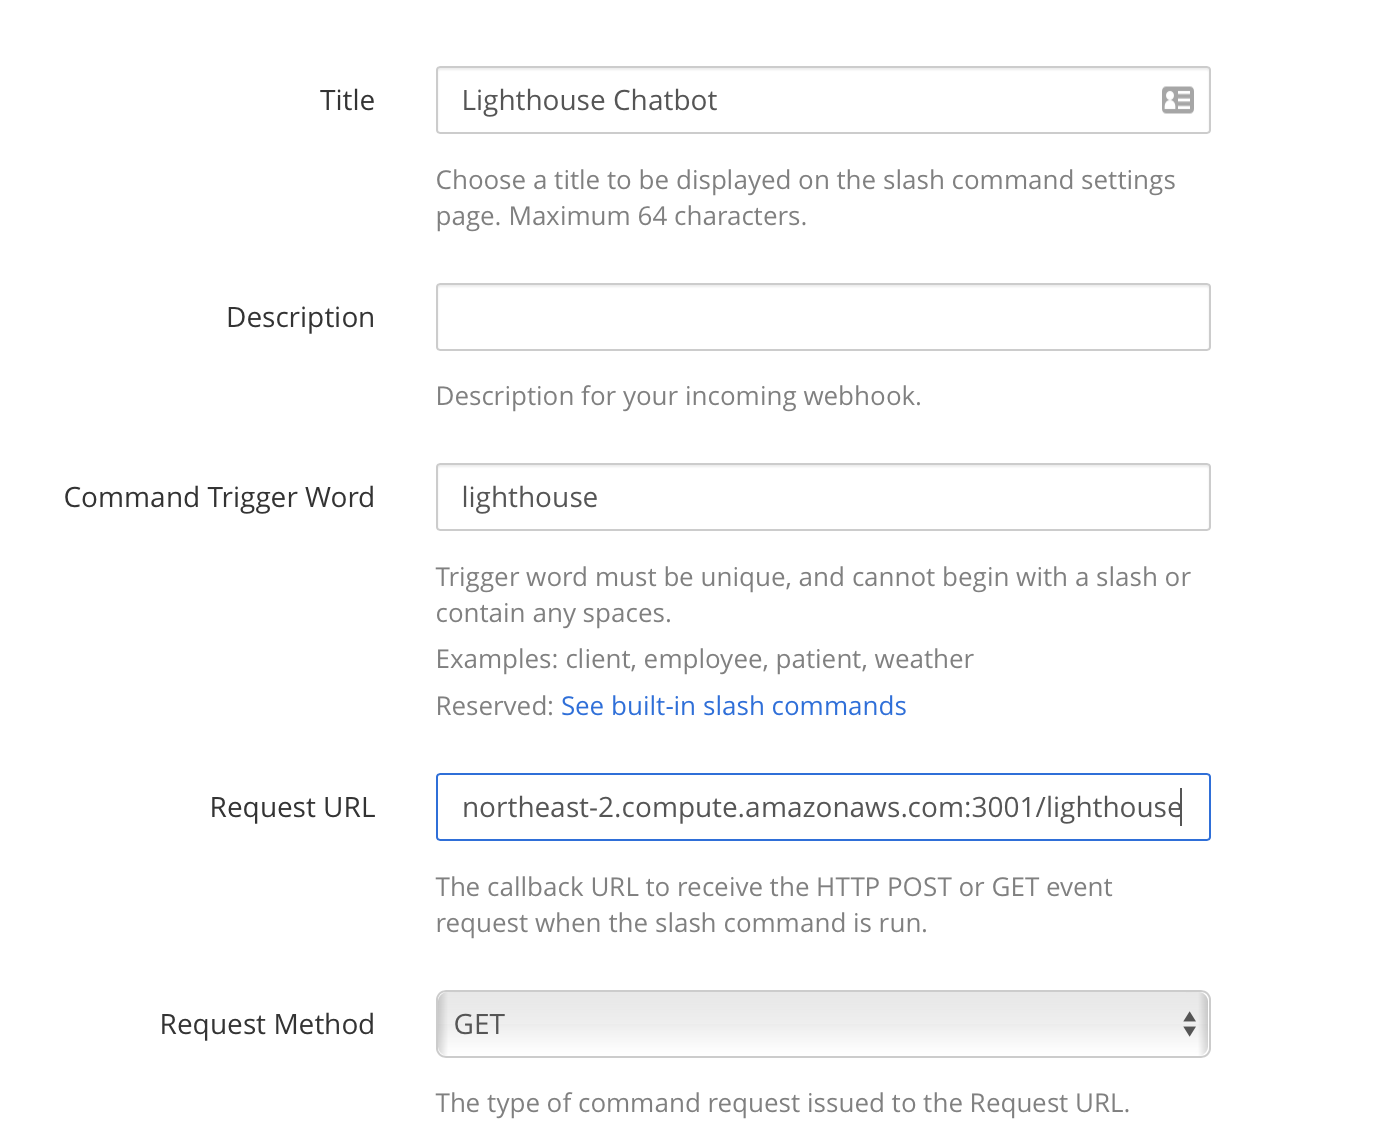 Title
Lighthouse Chatbot
Choose a title to be displayed on the slash command settings
page. Maximum 64 characters.
Description
Description for your incoming webhook.
Command Trigger Word
lighthouse
Trigger word must be unique, and cannot begin with a slash or
contain any spaces.
Examples: client, employee, patient, weather
Reserved: See built-in slash commands
Request URL
northeast-2.compute.amazonaws.com:3001/lighthouse
The callback URL to receive the HTTP POST or GET event
request when the slash command is run.
Request Method
GET
The type of command request issued to the Request URL.